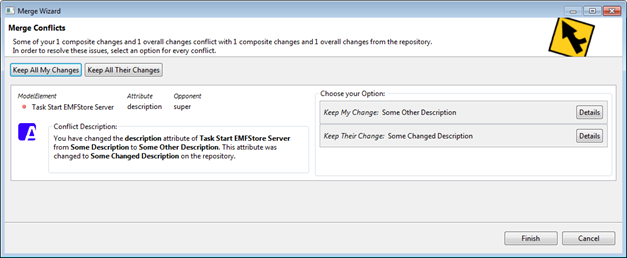 Merge Wizard
Merge Conflicts
Some of your 1 composite changes and 1 overall changes conflict with 1 composite changes and 1 overall changes from the repository.
In order to resolve these issues, select an option for every conflict.
Keep All My Changes Keep All Their Changes
ModelElement Attribute Opponent
Task Start EMFStore Server description super
Conflict Description:
You have changed the description attribute of Task Start EMFStore Server
from Some Description to Some Other Description. This attribute was
changed to Some Changed Description on the repository.
Choose your Option:
Keep My Change: Some Other Description Details
Keep Their Change: Some Changed Description Details
Finish Cancel